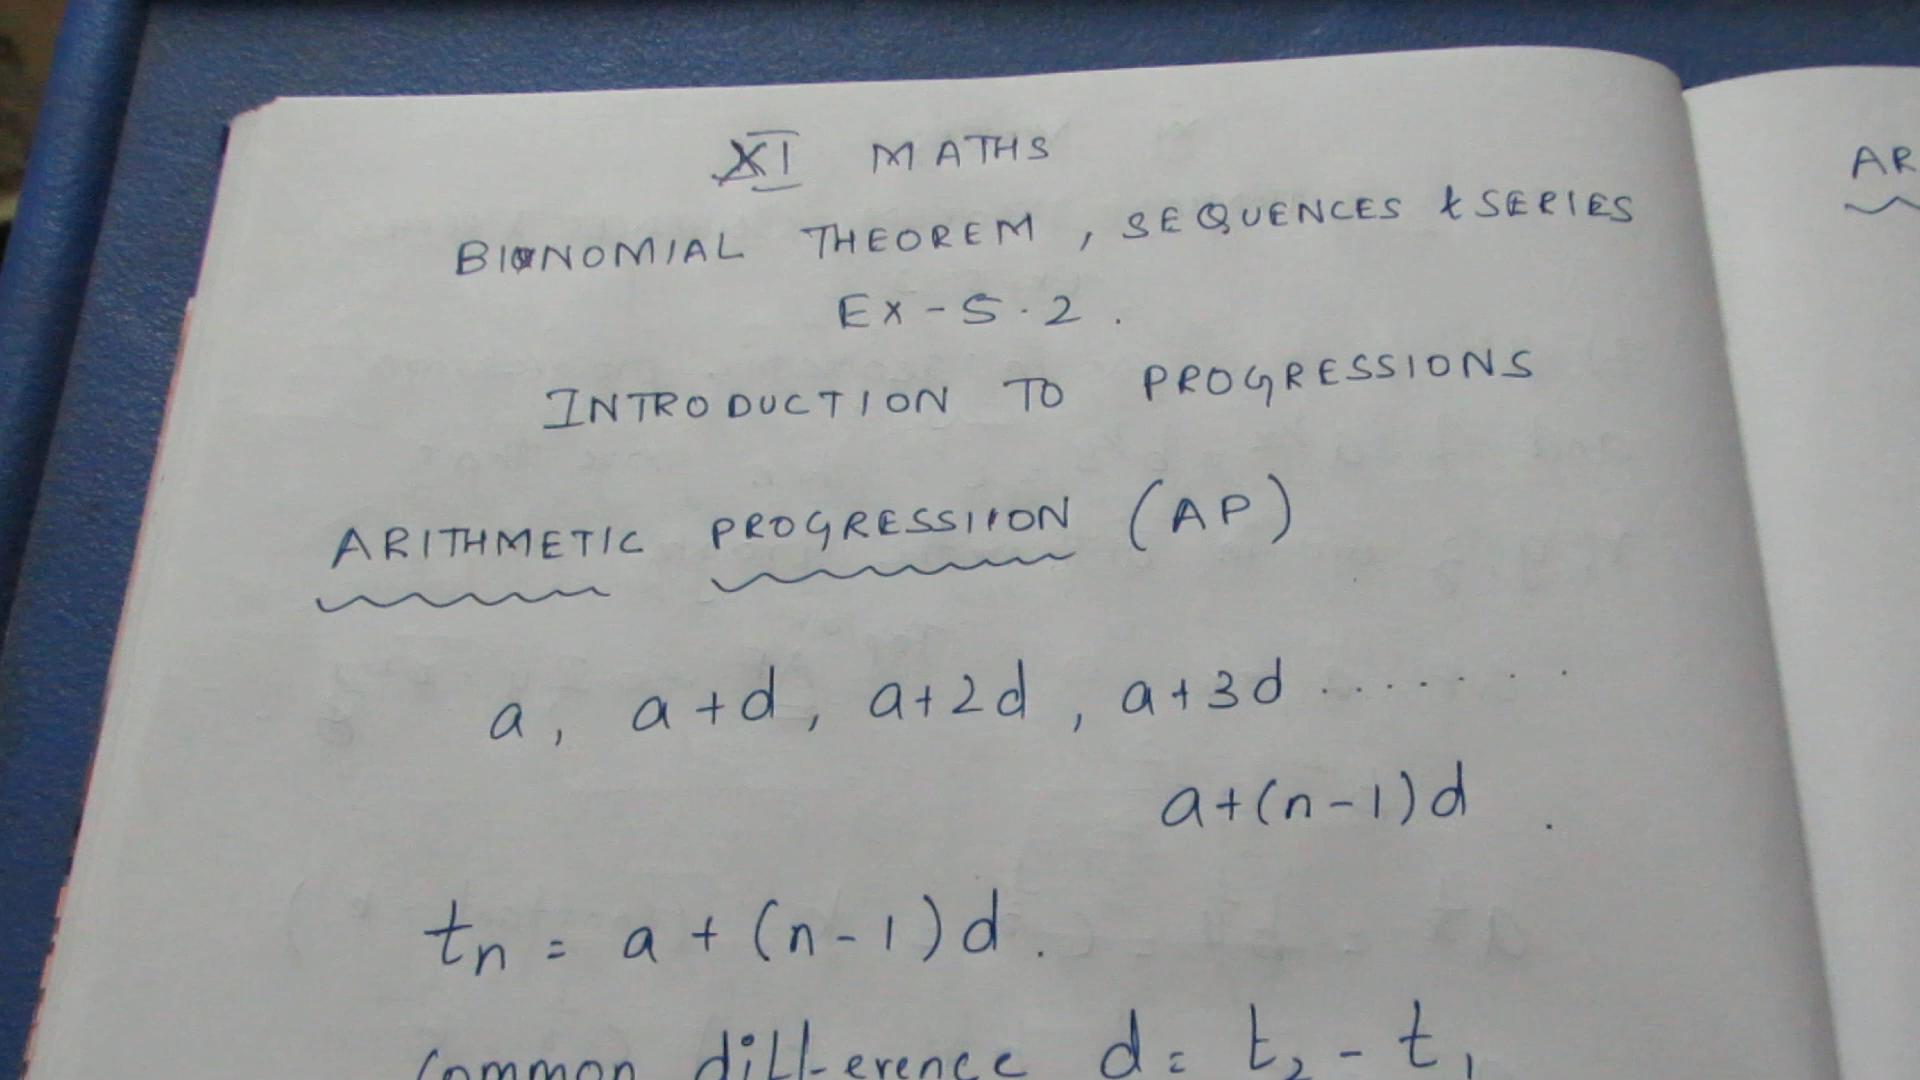 XI MATHS
BINOMIAL THEOREM, SEQUENCES & SERIES
EX-5.2.
INTRODUCTION TO PROGRESSIONS
ARITHMETIC PROGRESSIION (AP)
a, a+d, a+2d, a+3d ........
a+(n-1)d.
tn = a + (n-1)d.
Common difference d = t2 - t1
AR